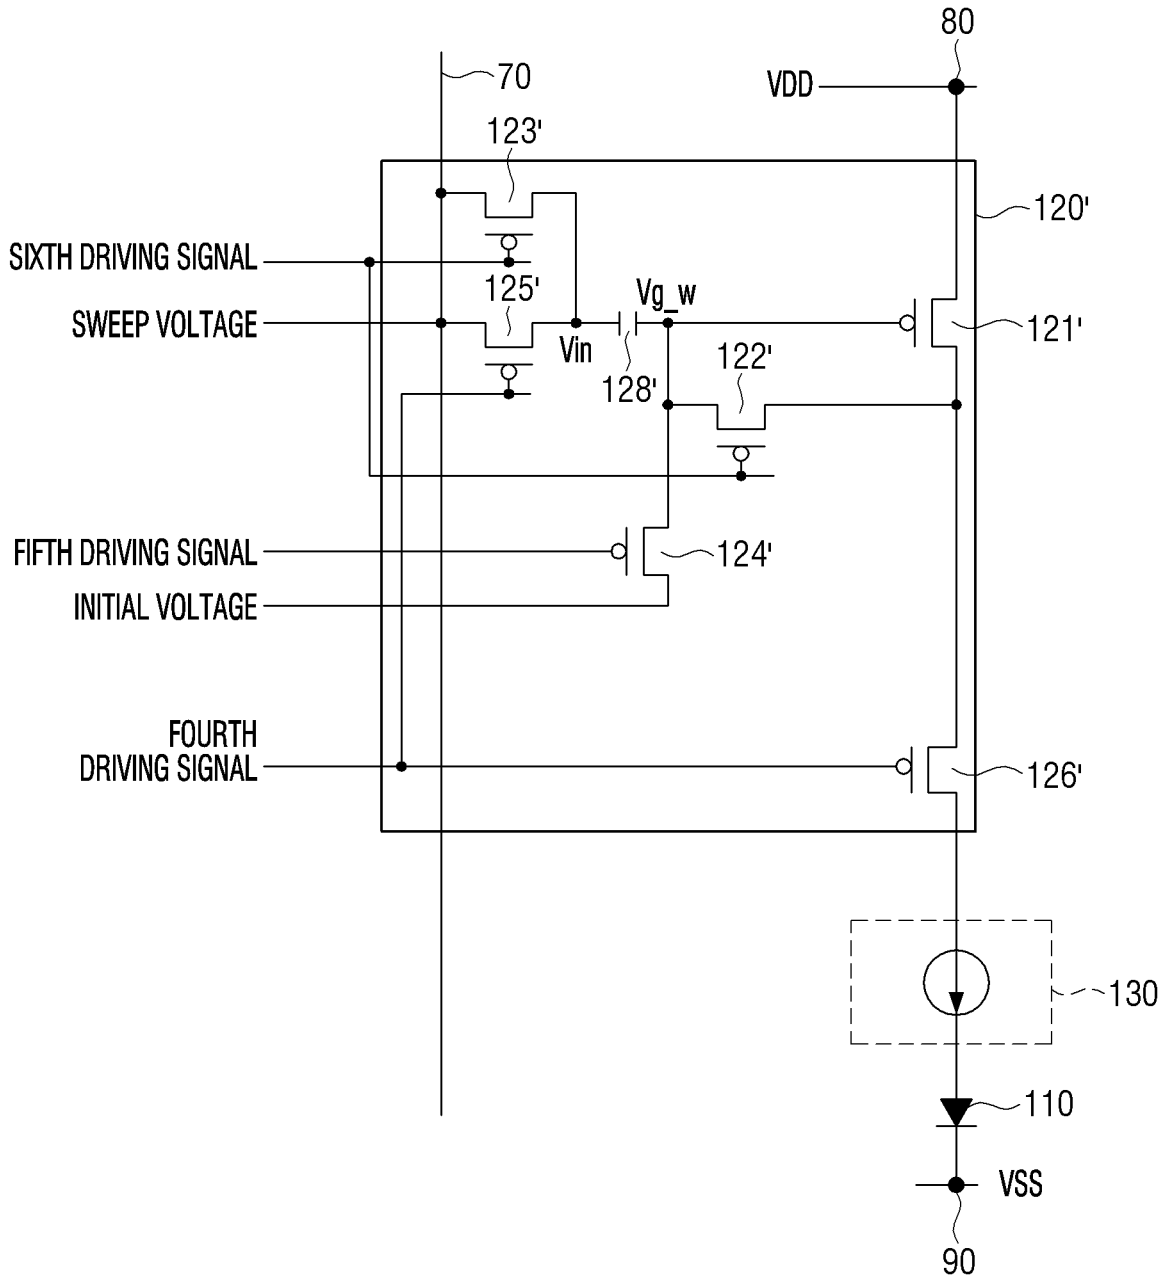 80
70
VDD
123'
120'
SIXTH DRIVING SIGNAL
125'
Vg_w
SWEEP VOLTAGE
121'
Vin
122'
128'
FIFTH DRIVING SIGNAL
124'
INITIAL VOLTAGE
FOURTH
DRIVING SIGNAL
126'
130
110
VSS
90